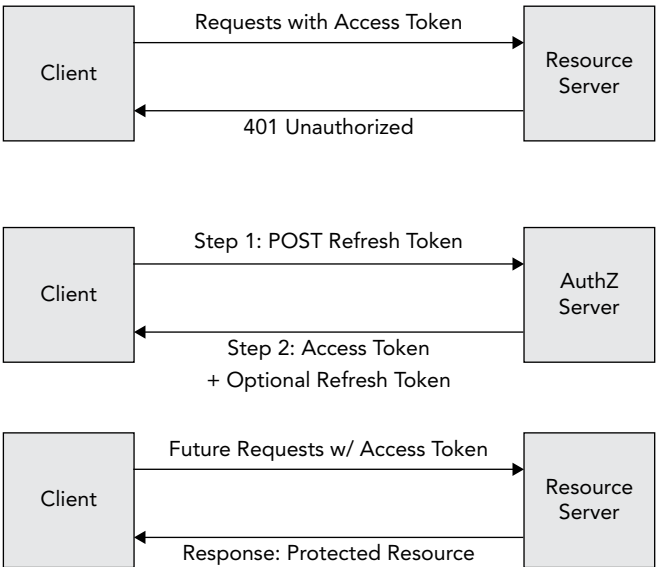 Requests with Access Token
Client
Resource
Server
401 Unauthorized
Step 1: POST Refresh Token
Client
AuthZ
Server
Step 2: Access Token
+ Optional Refresh Token
Future Requests w/ Access Token
Client
Resource
Server
Response: Protected Resource